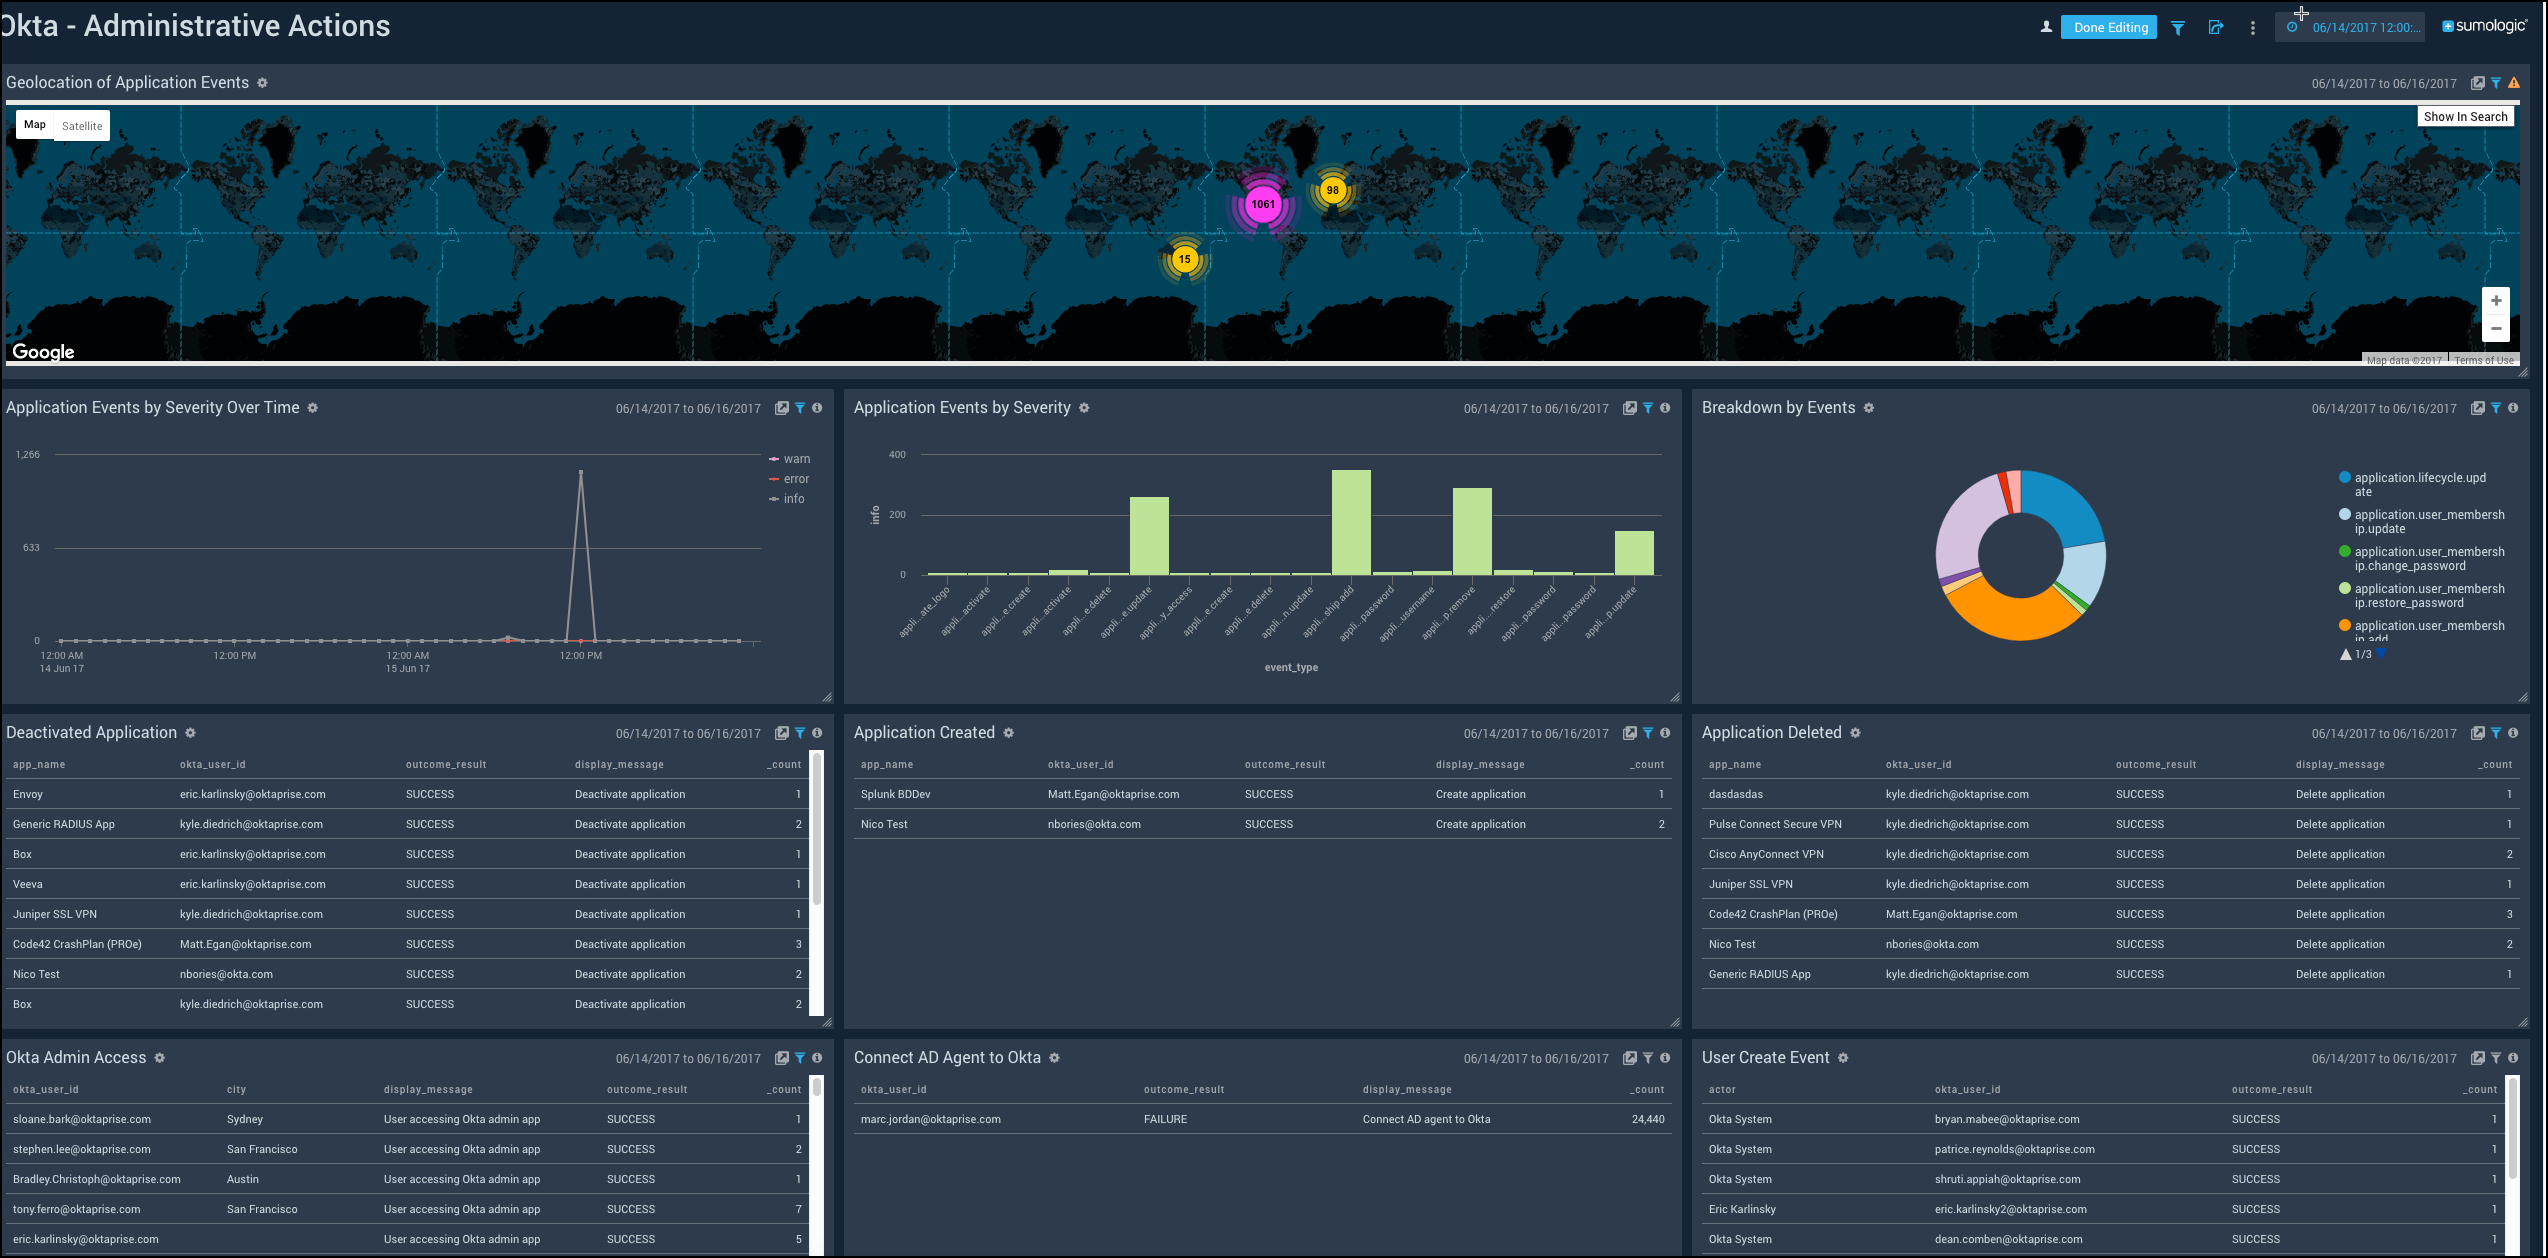 Okta - Administrative Actions
Done Editing
06/14/2017 12:00:...
sumologic
Geolocation of Application Events
06/14/2017 to 06/16/2017
Map
Satellite
Show In Search
1061
98
15
+
−
Google
Map data ©2017
Terms of Use
Application Events by Severity Over Time
06/14/2017 to 06/16/2017
1,266
633
0
12:00 AM
14 Jun 17
12:00 PM
12:00 AM
15 Jun 17
12:00 PM
warn
error
info
Application Events by Severity
06/14/2017 to 06/16/2017
400
200
0
info
appli...ate_logo
appli...activate
appli...e.create
appli...activate
appli...e.delete
appli...e.update
appli...y_access
appli...e.create
appli...e.delete
appli...n.update
appli...ship.add
appli...password
appli...username
appli...p.remove
appli...restore
appli...password
appli...password
appli...p.update
event_type
Breakdown by Events
06/14/2017 to 06/16/2017
application.lifecycle.upd
ate
application.user_membersh
ip.update
application.user_membersh
ip.change_password
application.user_membersh
ip.restore_password
application.user_membersh
ip.add
1/3
Deactivated Application
06/14/2017 to 06/16/2017
app_name okta_user_id outcome_result display_message _count
Envoy eric.karlinsky@oktaprise.com SUCCESS Deactivate application 1
Generic RADIUS App kyle.diedrich@oktaprise.com SUCCESS Deactivate application 2
Box eric.karlinsky@oktaprise.com SUCCESS Deactivate application 1
Veeva eric.karlinsky@oktaprise.com SUCCESS Deactivate application 1
Juniper SSL VPN kyle.diedrich@oktaprise.com SUCCESS Deactivate application 1
Code42 CrashPlan (PROe) Matt.Egan@oktaprise.com SUCCESS Deactivate application 3
Nico Test nbories@okta.com SUCCESS Deactivate application 2
Box kyle.diedrich@oktaprise.com SUCCESS Deactivate application 2
Application Created
06/14/2017 to 06/16/2017
app_name okta_user_id outcome_result display_message _count
Splunk BDDev Matt.Egan@oktaprise.com SUCCESS Create application 1
Nico Test nbories@okta.com SUCCESS Create application 2
Application Deleted
06/14/2017 to 06/16/2017
app_name okta_user_id outcome_result display_message _count
dasdasdas kyle.diedrich@oktaprise.com SUCCESS Delete application 1
Pulse Connect Secure VPN kyle.diedrich@oktaprise.com SUCCESS Delete application 1
Cisco AnyConnect VPN kyle.diedrich@oktaprise.com SUCCESS Delete application 2
Juniper SSL VPN kyle.diedrich@oktaprise.com SUCCESS Delete application 1
Code42 CrashPlan (PROe) Matt.Egan@oktaprise.com SUCCESS Delete application 3
Nico Test nbories@okta.com SUCCESS Delete application 2
Generic RADIUS App kyle.diedrich@oktaprise.com SUCCESS Delete application 1
Okta Admin Access
06/14/2017 to 06/16/2017
okta_user_id city display_message outcome_result _count
sloane.bark@oktaprise.com Sydney User accessing Okta admin app SUCCESS 1
stephen.lee@oktaprise.com San Francisco User accessing Okta admin app SUCCESS 2
Bradley.Christoph@oktaprise.com Austin User accessing Okta admin app SUCCESS 1
tony.ferro@oktaprise.com San Francisco User accessing Okta admin app SUCCESS 7
eric.karlinsky@oktaprise.com User accessing Okta admin app SUCCESS 5
Connect AD Agent to Okta
06/14/2017 to 06/16/2017
okta_user_id outcome_result display_message _count
marc.jordan@oktaprise.com FAILURE Connect AD agent to Okta 24,440
User Create Event
06/14/2017 to 06/16/2017
actor okta_user_id outcome_result _count
Okta System bryan.mabee@oktaprise.com SUCCESS 1
Okta System patrice.reynolds@oktaprise.com SUCCESS 1
Okta System shruti.appiah@oktaprise.com SUCCESS 1
Eric Karlinsky eric.karlinsky2@oktaprise.com SUCCESS 1
Okta System dean.comben@oktaprise.com SUCCESS 1